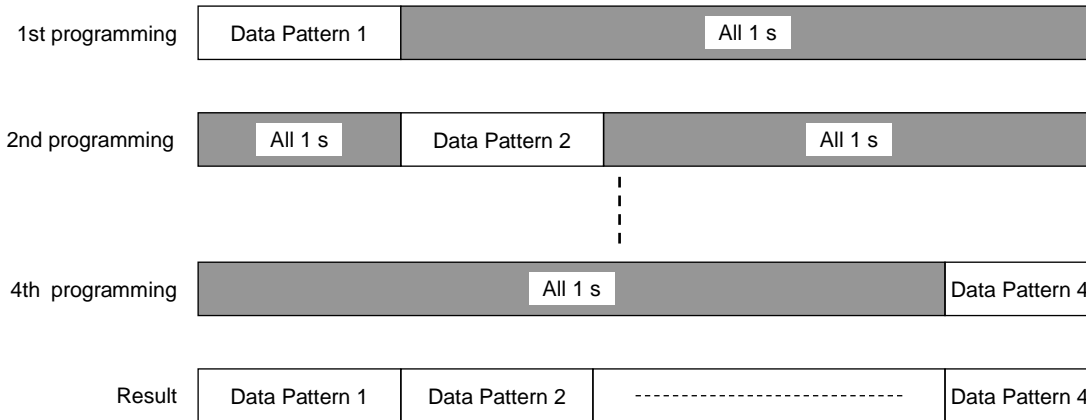 1st programming Data Pattern 1 All 1 s
2nd programming All 1 s Data Pattern 2 All 1 s
4th programming All 1 s Data Pattern 4
Result Data Pattern 1 Data Pattern 2 Data Pattern 4